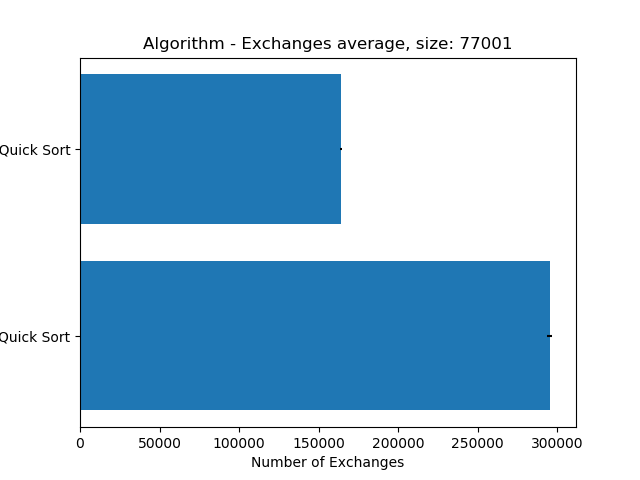 Algorithm - Exchanges average, size: 77001
Quick Sort
Quick Sort
0 50000 100000 150000 200000 250000 300000
Number of Exchanges